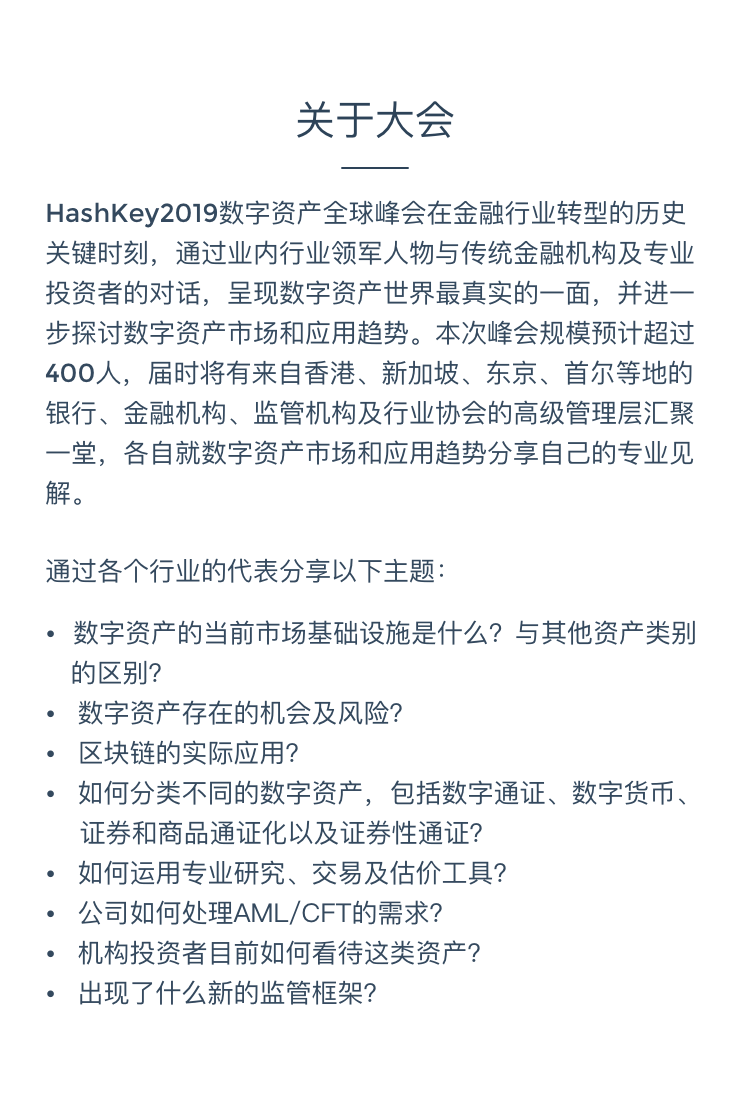 关于大会
HashKey2019数字资产全球峰会在金融行业转型的历史
关键时刻，通过业内行业领军人物与传统金融机构及专业
投资者的对话，呈现数字资产世界最真实的一面，并进一
步探讨数字资产市场和应用趋势。本次峰会规模预计超过
400人，届时将有来自香港、新加坡、东京、首尔等地的
银行、金融机构、监管机构及行业协会的高级管理层汇聚
一堂，各自就数字资产市场和应用趋势分享自己的专业见
解。
通过各个行业的代表分享以下主题：
• 数字资产的当前市场基础设施是什么？与其他资产类别
的区别？
• 数字资产存在的机会及风险？
• 区块链的实际应用？
• 如何分类不同的数字资产，包括数字通证、数字货币、
证券和商品通证化以及证券性通证？
• 如何运用专业研究、交易及估价工具？
• 公司如何处理AML/CFT的需求？
• 机构投资者目前如何看待这类资产？
• 出现了什么新的监管框架？